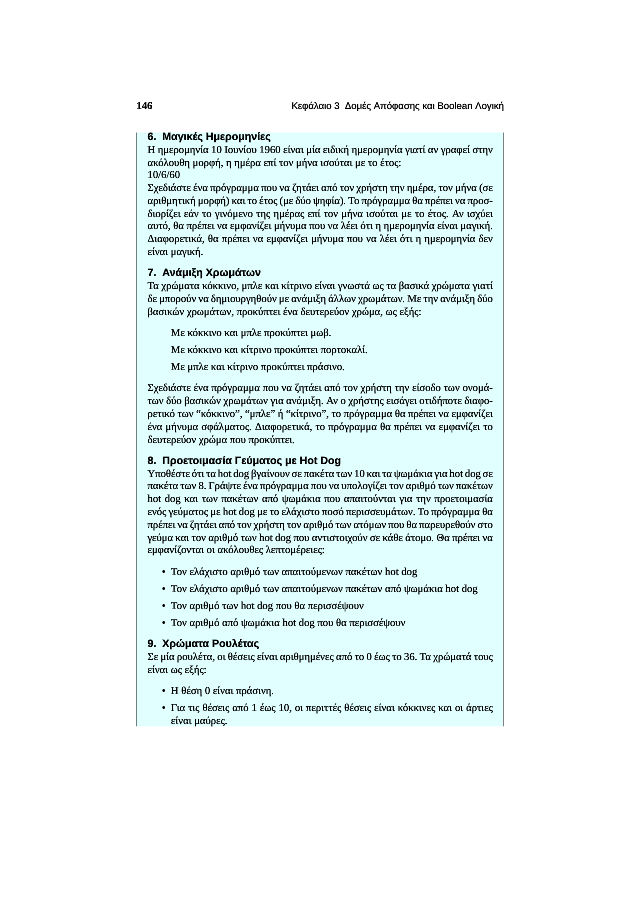 146 Κεφάλαιο 3 Δομές Απόφασης και Boolean Λογική
6. Μαγικές Ημερομηνίες
Η ημερομηνία 10 Ιουνίου 1960 είναι μία ειδική ημερομηνία γιατί αν γραφεί στην
ακόλουθη μορφή, η ημέρα επί τον μήνα ισούται με το έτος:
10/6/60
Σχεδιάστε ένα πρόγραμμα που να ζητάει από τον χρήστη την ημέρα, τον μήνα (σε
αριθμητική μορφή) και το έτος (με δύο ψηφία). Το πρόγραμμα θα πρέπει να προσ-
διορίζει εάν το γινόμενο της ημέρας επί τον μήνα ισούται με το έτος. Αν ισχύει
αυτό, θα πρέπει να εμφανίζει μήνυμα που να λέει ότι η ημερομηνία είναι μαγική.
Διαφορετικά, θα πρέπει να εμφανίζει μήνυμα που να λέει ότι η ημερομηνία δεν
είναι μαγική.
7. Ανάμιξη Χρωμάτων
Τα χρώματα κόκκινο, μπλε και κίτρινο είναι γνωστά ως τα βασικά χρώματα γιατί
δε μπορούν να δημιουργηθούν με ανάμιξη άλλων χρωμάτων. Με την ανάμιξη δύο
βασικών χρωμάτων, προκύπτει ένα δευτερεύον χρώμα, ως εξής:
Με κόκκινο και μπλε προκύπτει μωβ.
Με κόκκινο και κίτρινο προκύπτει πορτοκαλί.
Με μπλε και κίτρινο προκύπτει πράσινο.
Σχεδιάστε ένα πρόγραμμα που να ζητάει από τον χρήστη την είσοδο των ονομά-
των δύο βασικών χρωμάτων για ανάμιξη. Αν ο χρήστης εισάγει οτιδήποτε διαφο-
ρετικό των “κόκκινο”, “μπλε” ή “κίτρινο”, το πρόγραμμα θα πρέπει να εμφανίζει
ένα μήνυμα σφάλματος. Διαφορετικά, το πρόγραμμα θα πρέπει να εμφανίζει το
δευτερεύον χρώμα που προκύπτει.
8. Προετοιμασία Γεύματος με Hot Dog
Υποθέστε ότι τα hot dog βγαίνουν σε πακέτα των 10 και τα ψωμάκια για hot dog σε
πακέτα των 8. Γράψτε ένα πρόγραμμα που να υπολογίζει τον αριθμό των πακέτων
hot dog και των πακέτων από ψωμάκια που απαιτούνται για την προετοιμασία
ενός γεύματος με hot dog με το ελάχιστο ποσό περισσευμάτων. Το πρόγραμμα θα
πρέπει να ζητάει από τον χρήστη τον αριθμό των ατόμων που θα παρευρεθούν στο
γεύμα και τον αριθμό των hot dog που αντιστοιχούν σε κάθε άτομο. Θα πρέπει να
εμφανίζονται οι ακόλουθες λεπτομέρειες:
• Τον ελάχιστο αριθμό των απαιτούμενων πακέτων hot dog
• Τον ελάχιστο αριθμό των απαιτούμενων πακέτων από ψωμάκια hot dog
• Τον αριθμό των hot dog που θα περισσέψουν
• Τον αριθμό από ψωμάκια hot dog που θα περισσέψουν
9. Χρώματα Ρουλέτας
Σε μία ρουλέτα, οι θέσεις είναι αριθμημένες από το 0 έως το 36. Τα χρώματά τους
είναι ως εξής:
• Η θέση 0 είναι πράσινη.
• Για τις θέσεις από 1 έως 10, οι περιττές θέσεις είναι κόκκινες και οι άρτιες
είναι μαύρες.